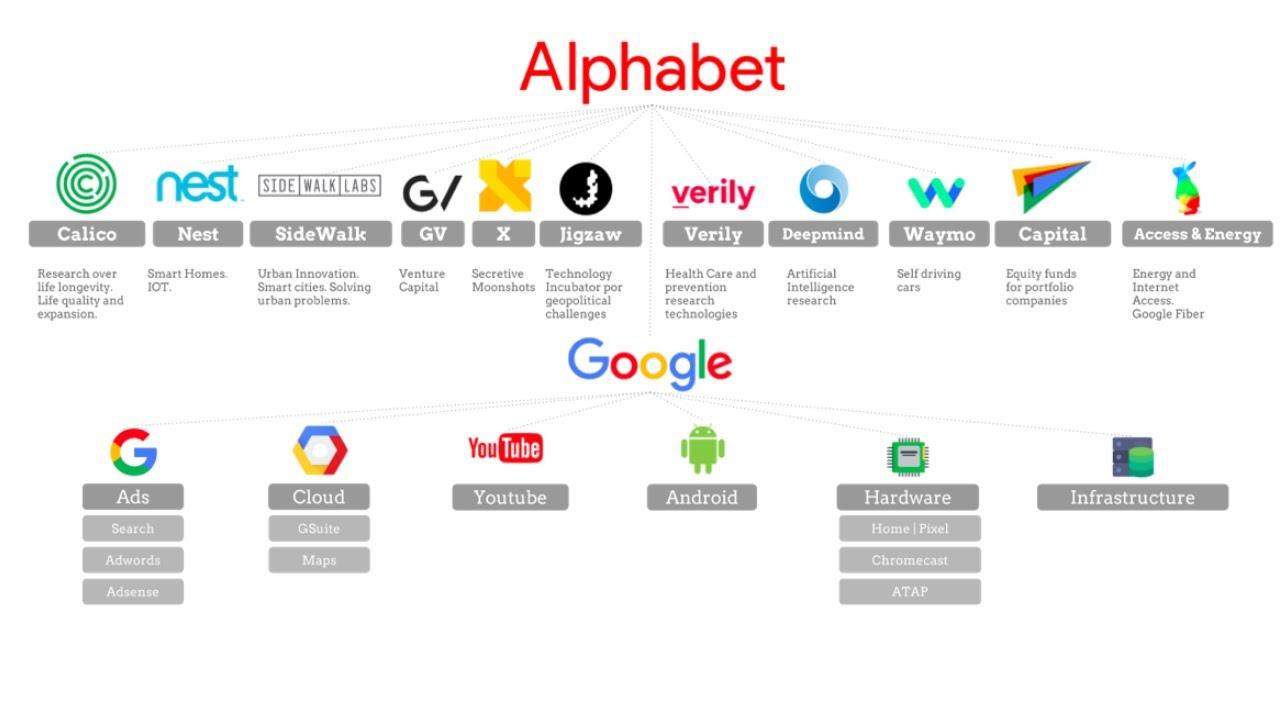 Alphabet
nest
SIDE WALK LABS
GV
verily
Calico
Nest
SideWalk
GV
X
Jigzaw
Verily
Deepmind
Waymo
Capital
Access & Energy
Research over
life longevity.
Life quality and
expansion.
Smart Homes.
IOT.
Urban Innovation.
Smart cities. Solving
urban problems.
Venture
Capital
Secretive
Moonshots
Technology
Incubator por
geopolitical
challenges
Health Care and
prevention
research
technologies
Artificial
Intelligence
research
Self driving
cars
Equity funds
for portfolio
companies
Energy and
Internet
Access.
Google Fiber
Google
YouTube
Ads
Search
Adwords
Adsense
Cloud
GSuite
Maps
Youtube
Android
Hardware
Home | Pixel
Chromecast
ATAP
Infrastructure